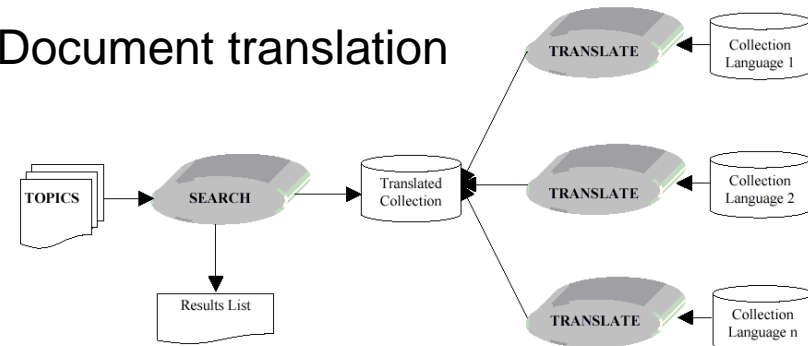 Document translation
TRANSLATE
Collection
Language 1
TOPICS
SEARCH
Translated
Collection
TRANSLATE
Collection
Language 2
Results List
TRANSLATE
Collection
Language n